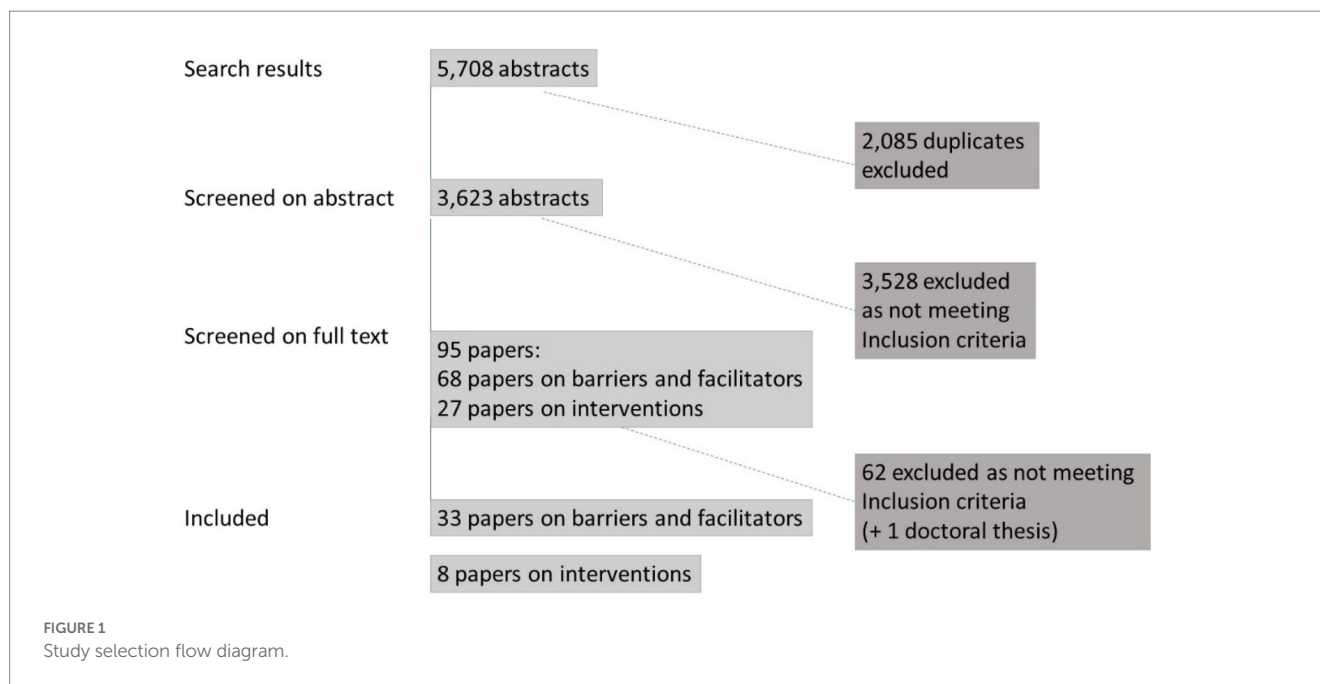 Search results
5,708 abstracts
2,085 duplicates
excluded
Screened on abstract
3,623 abstracts
3,528 excluded
as not meeting
Inclusion criteria
Screened on full text
95 papers:
68 papers on barriers and facilitators
27 papers on interventions
62 excluded as not meeting
Inclusion criteria
(+ 1 doctoral thesis)
Included
33 papers on barriers and facilitators
8 papers on interventions
FIGURE 1
Study selection flow diagram.